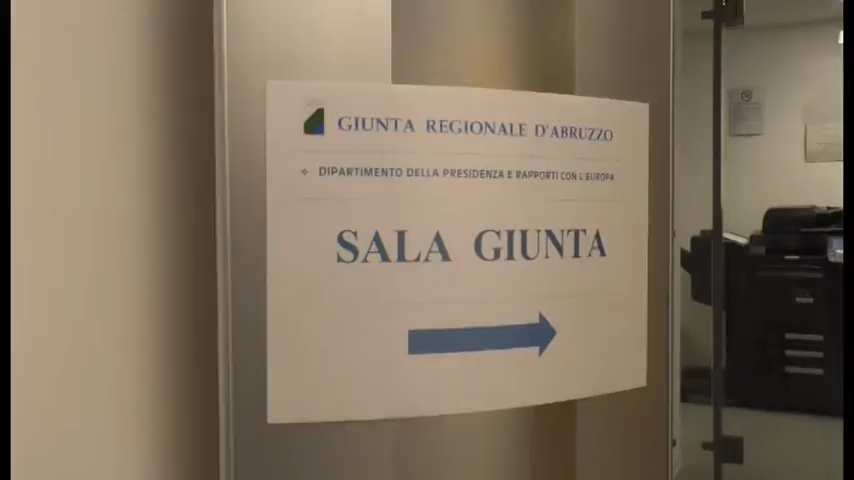 GIUNTA REGIONALE D'ABRUZZO
❖ DIPARTIMENTO DELLA PRESIDENZA E RAPPORTI CON L'EUROPA
SALA GIUNTA